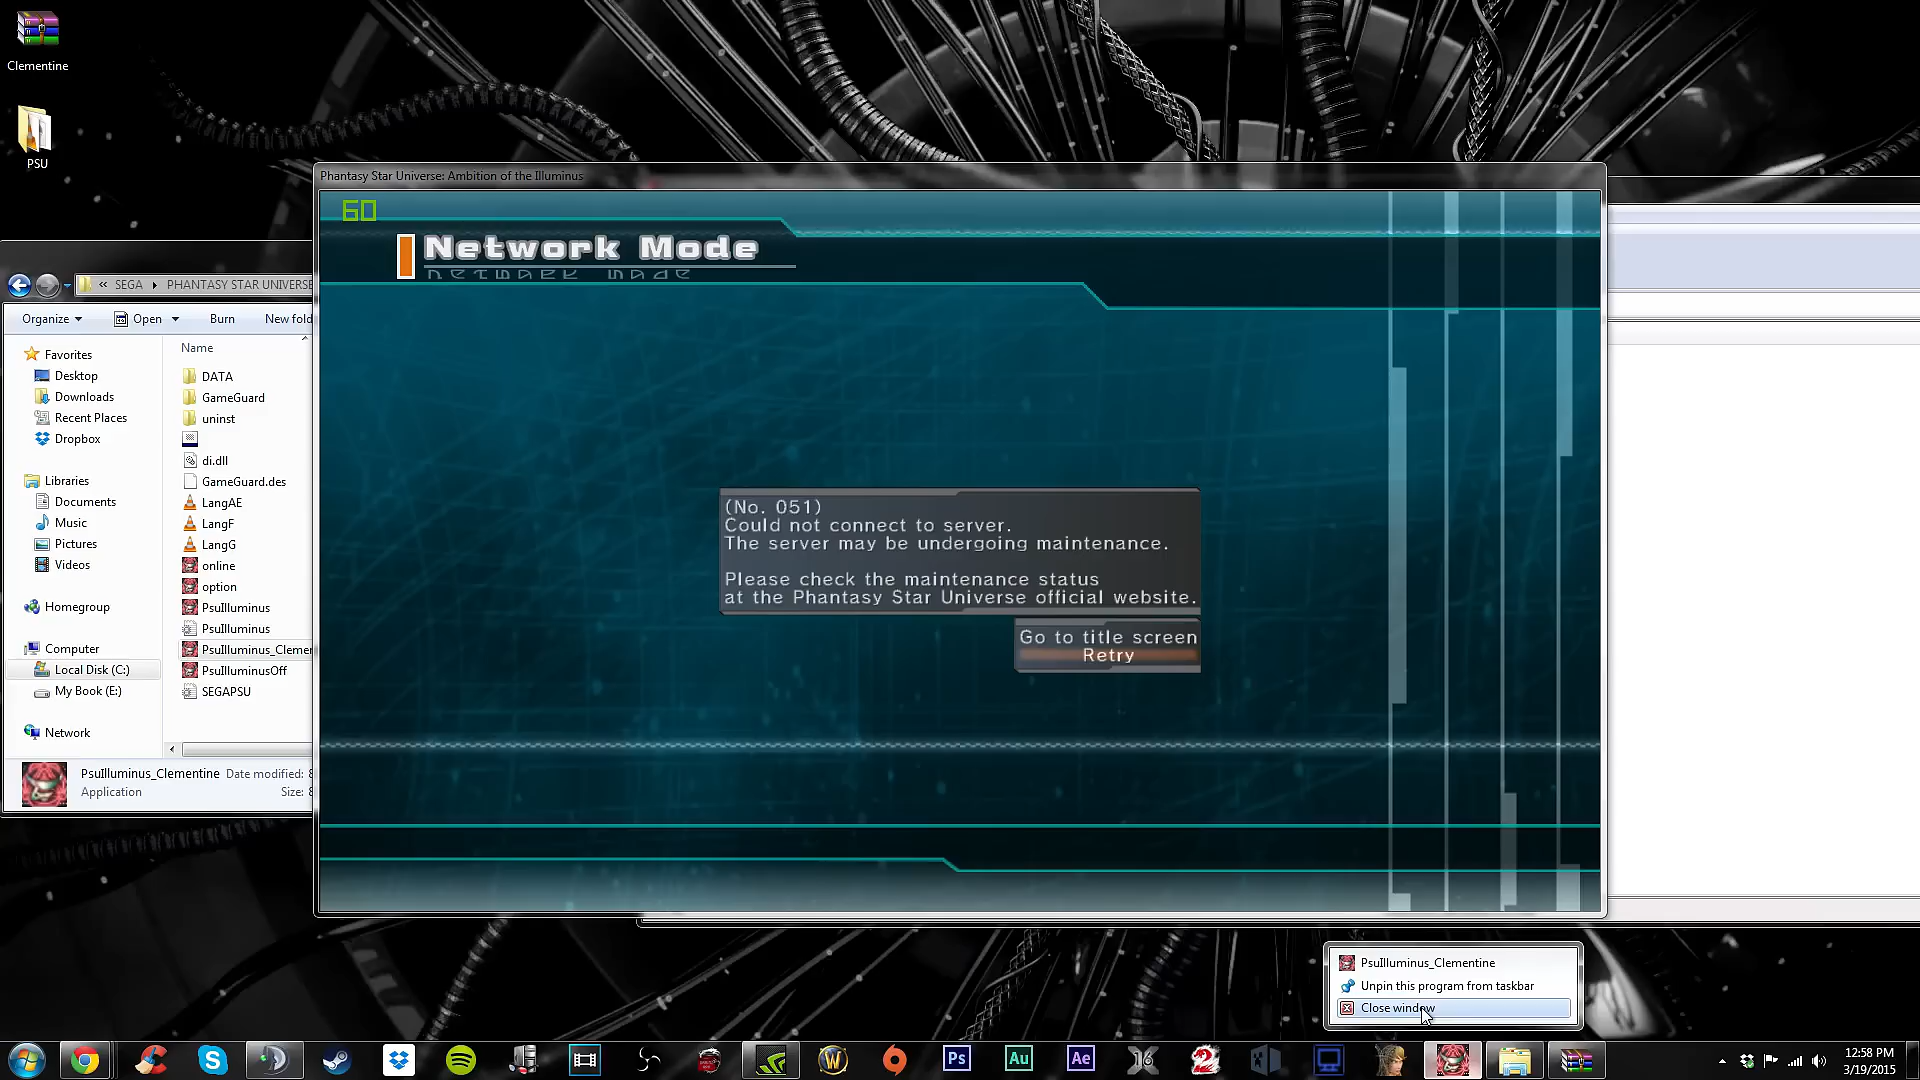 Clementine
PSU
Phantasy Star Universe: Ambition of the Illuminus
60
Network Mode
(No. 051)
Could not connect to server.
The server may be undergoing maintenance.
Please check the maintenance status
at the Phantasy Star Universe official website.
Go to title screen
Retry
« SEGA ▸ PHANTASY STAR UNIVERSE
Organize Open Burn New fold
Favorites
Desktop
Downloads
Recent Places
Dropbox
Libraries
Documents
Music
Pictures
Videos
Homegroup
Computer
Local Disk (C:)
My Book (E:)
Network
Name
DATA
GameGuard
uninst
di.dll
GameGuard.des
LangAE
LangF
LangG
online
option
PsuIlluminus
PsuIlluminus
PsuIlluminus_Clemen
PsuIlluminusOff
SEGAPSU
PsuIlluminus_Clementine Date modified: 8
Application Size: 8
PsuIlluminus_Clementine
Unpin this program from taskbar
Close window
Ps Au Ae
12:58 PM
3/19/2015